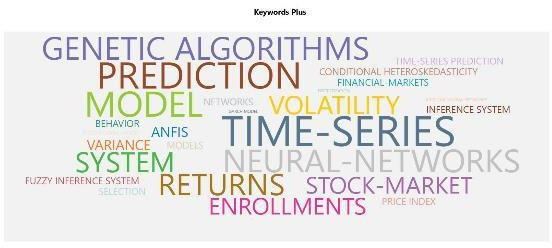 Keywords Plus
GENETIC ALGORITHMS
TIME-SERIES PREDICTION
PREDICTION
CONDITIONAL HETEROSKEDASTICITY
FINANCIAL-MARKETS
MODEL
NETWORKS
VOLATILITY
INFERENCE SYSTEM
BEHAVIOR
ANFIS
TIME-SERIES
VARIANCE
MODELS
SYSTEM
NEURAL-NETWORKS
FUZZY INFERENCE SYSTEM
RETURNS
STOCK-MARKET
SELECTION
ENROLLMENTS
PRICE INDEX